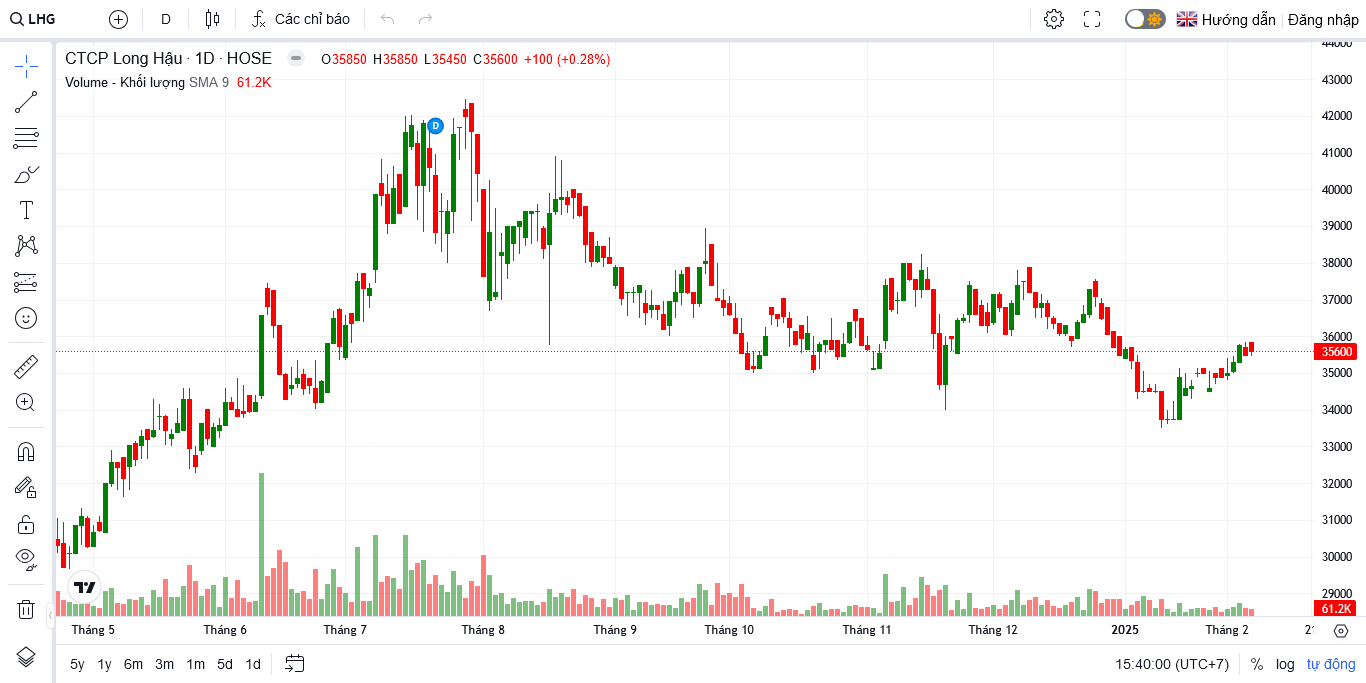 LHG
D
Các chỉ báo
Hướng dẫn
Đăng nhập
CTCP Long Hậu · 1D · HOSE
O35850 H35850 L35450 C35600 +100 (+0.28%)
Volume - Khối lượng SMA 9 61.2K
D
44000
43000
42000
41000
40000
39000
38000
37000
36000
35600
35000
34000
33000
32000
31000
30000
29000
61.2K
Tháng 5
Tháng 6
Tháng 7
Tháng 8
Tháng 9
Tháng 10
Tháng 11
Tháng 12
2025
Tháng 2
5y 1y 6m 3m 1m 5d 1d
15:40:00 (UTC+7)
%
log
tự động